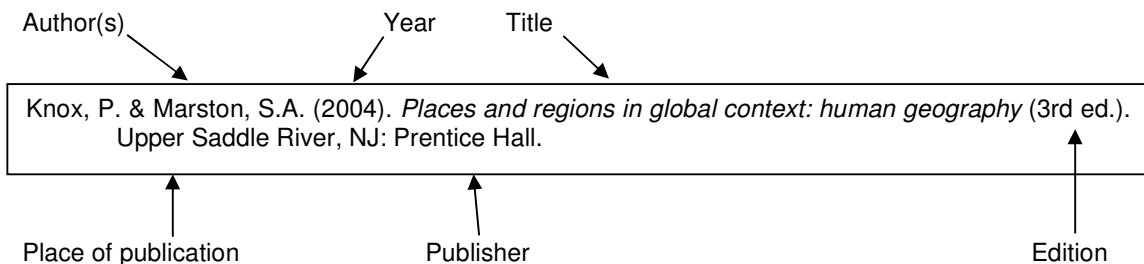 Author(s) Year Title
Knox, P. & Marston, S.A. (2004). Places and regions in global context: human geography (3rd ed.).
Upper Saddle River, NJ: Prentice Hall.
Place of publication Publisher Edition